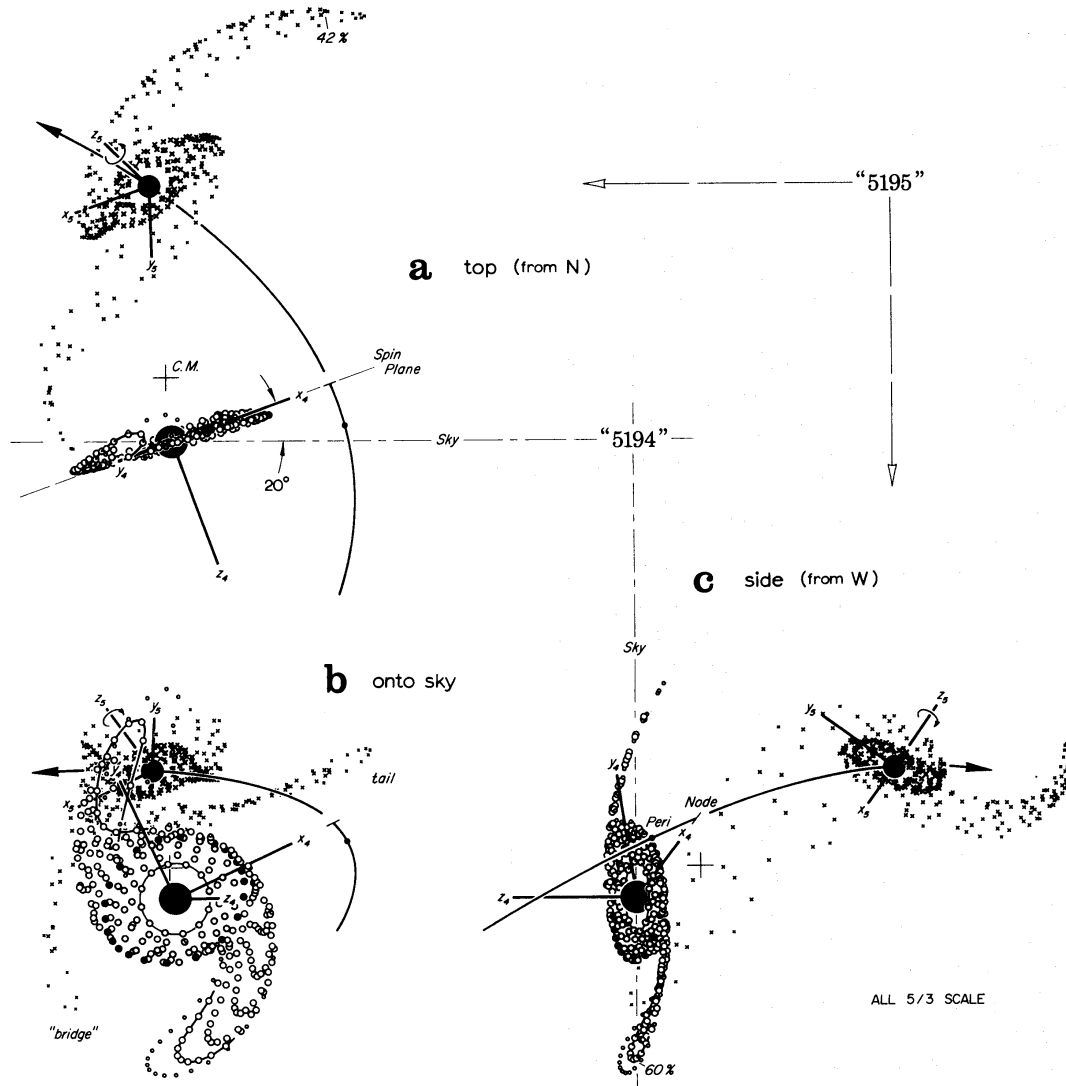 42%
z5
x5
y5
"5195"
a top (from N)
C.M.
Spin
Plane
x4
y4
Sky
"5194"
20°
z4
c side (from W)
Sky
b onto sky
z5
y5
y4
x5
tail
x4
z4
"bridge"
z5
y5
x5
Node
Peri
y4
x4
z4
ALL 5/3 SCALE
60%